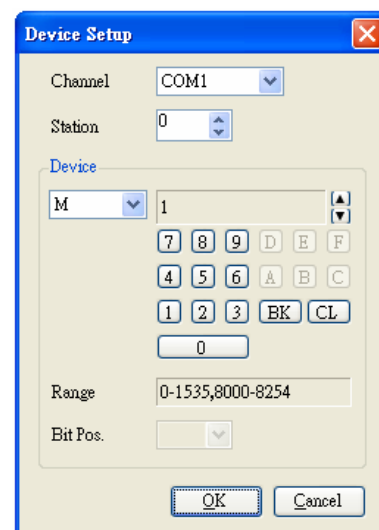 Device Setup
Channel COM1
Station 0
Device
M 1
7 8 9 D E F
4 5 6 A B C
1 2 3 BK CL
0
Range 0-1535,8000-8254
Bit Pos.
OK Cancel